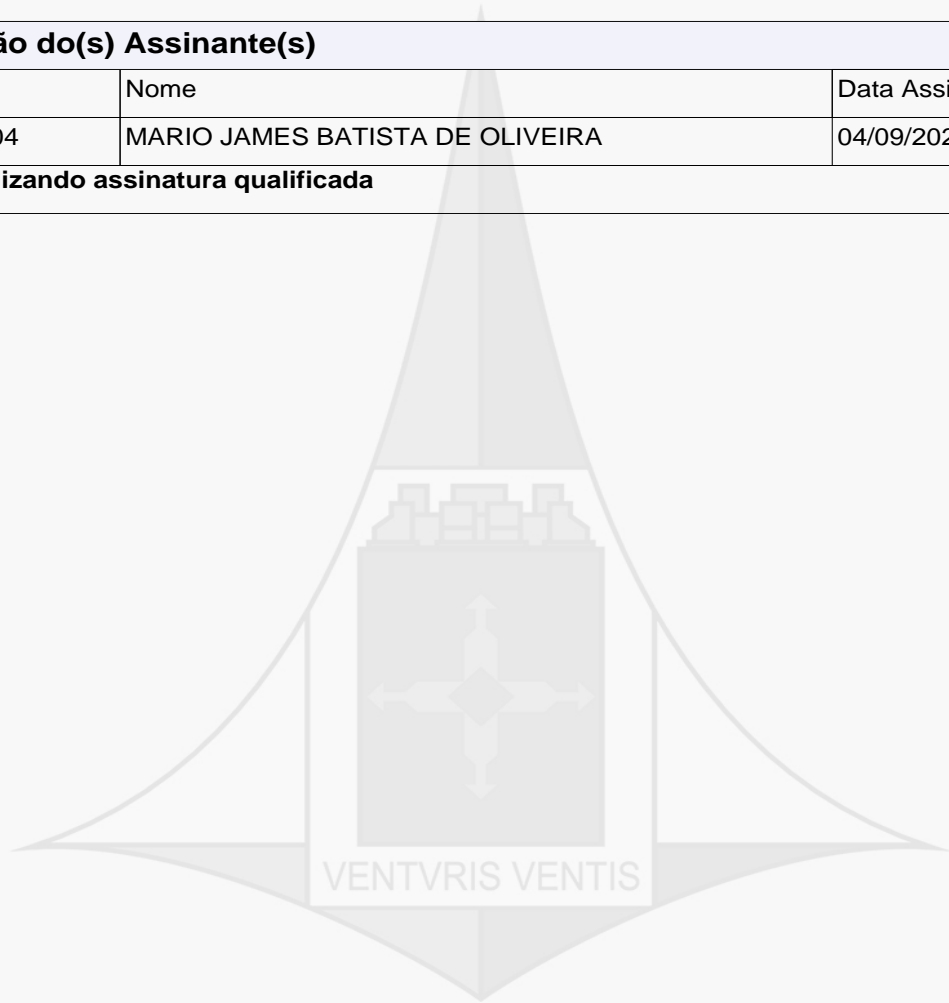 ão do(s) Assinante(s)
Nome Data Assi
04 MARIO JAMES BATISTA DE OLIVEIRA 04/09/202
izando assinatura qualificada
VENTVRIS VENTIS